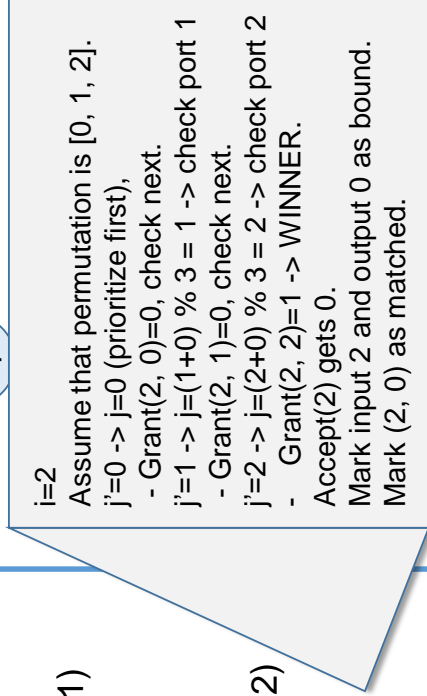 i=2
Assume that permutation is [0, 1, 2].
j’=0 -> j=0 (prioritize first),
- Grant(2, 0)=0, check next.
j’=1 -> j=(1+0) % 3 = 1 -> check port 1
- Grant(2, 1)=0, check next.
j’=2 -> j=(2+0) % 3 = 2 -> check port 2
- Grant(2, 2)=1 -> WINNER.
Accept(2) gets 0.
Mark input 2 and output 0 as bound.
Mark (2, 0) as matched.
1)
2)